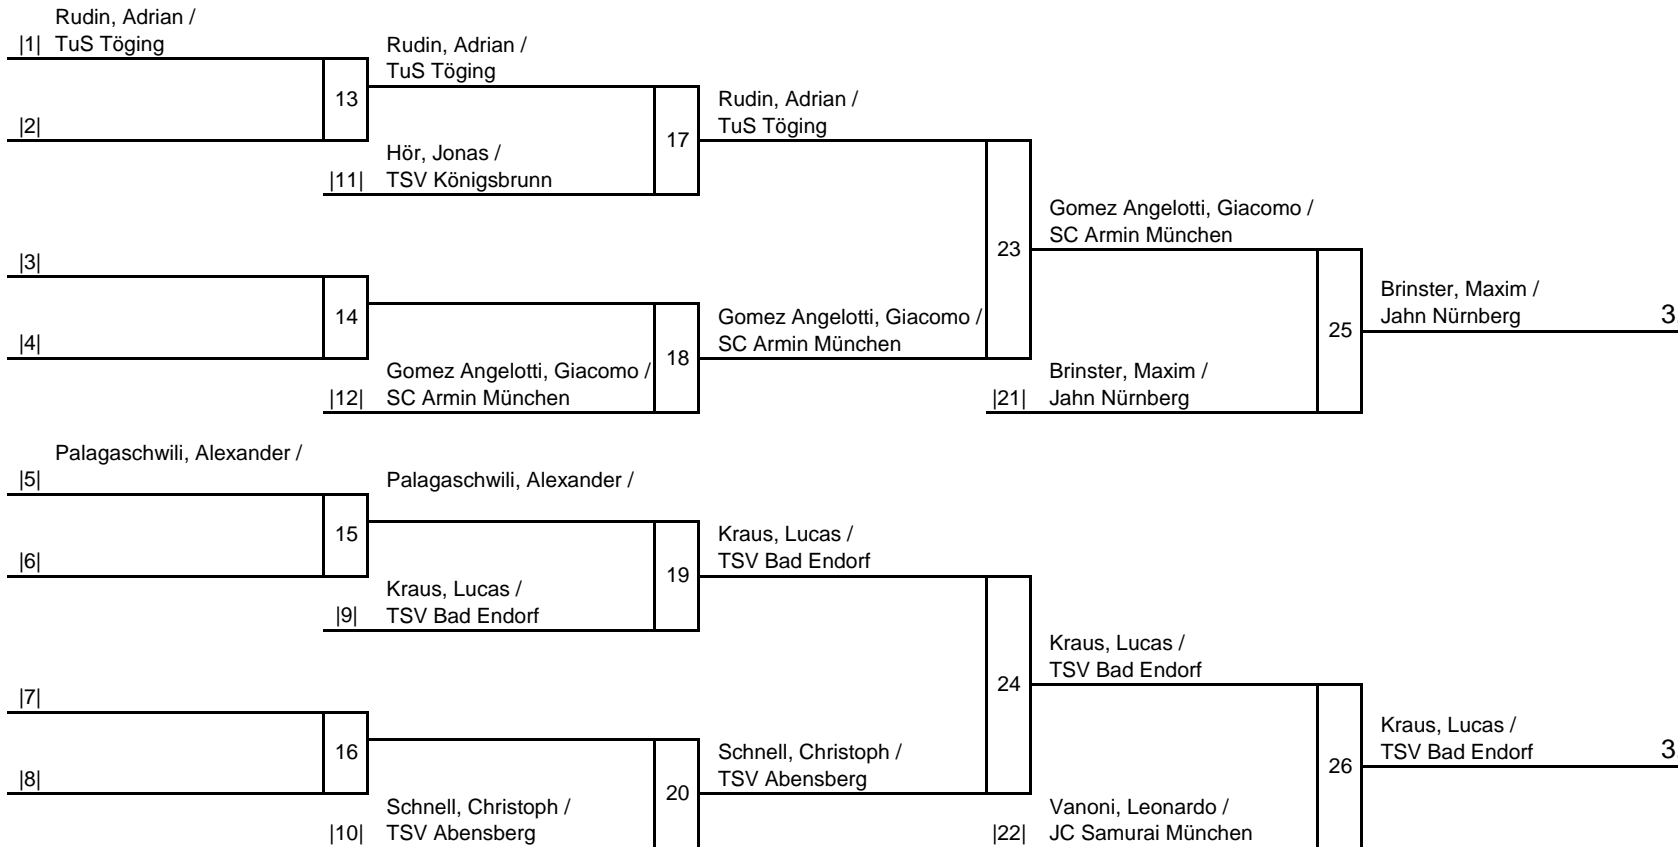 Rudin, Adrian /
|1| TuS Töging
Rudin, Adrian /
TuS Töging
13
Rudin, Adrian /
TuS Töging
|2|
17
Hör, Jonas /
|11| TSV Königsbrunn
Gomez Angelotti, Giacomo /
SC Armin München
23
|3|
Brinster, Maxim /
Jahn Nürnberg 3
14
Gomez Angelotti, Giacomo /
SC Armin München
25
|4|
18
Gomez Angelotti, Giacomo /
|12| SC Armin München
Brinster, Maxim /
|21| Jahn Nürnberg
Palagaschwili, Alexander /
|5|
Palagaschwili, Alexander /
15
Kraus, Lucas /
TSV Bad Endorf
|6|
19
Kraus, Lucas /
|9| TSV Bad Endorf
Kraus, Lucas /
TSV Bad Endorf
24
|7|
Kraus, Lucas /
TSV Bad Endorf 3
16
Schnell, Christoph /
TSV Abensberg
26
|8|
20
Schnell, Christoph /
|10| TSV Abensberg
Vanoni, Leonardo /
|22| JC Samurai München